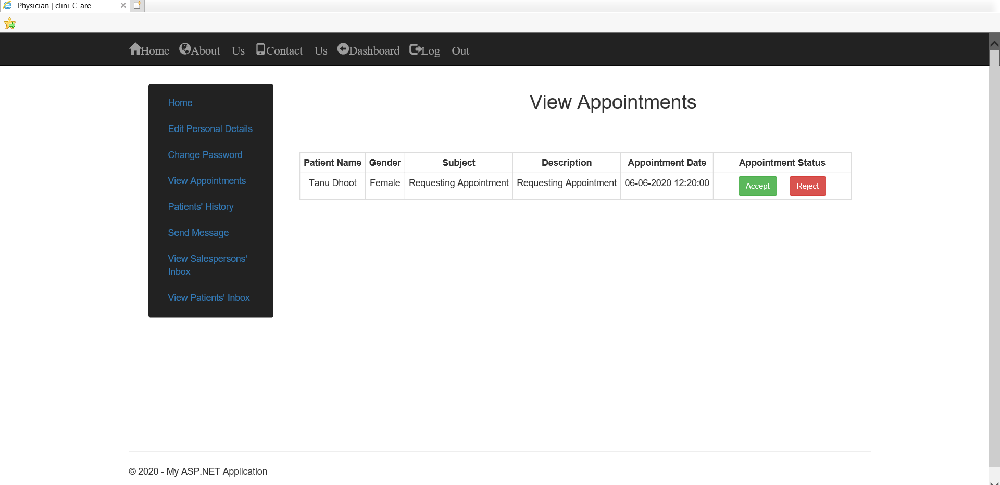 Physician | clini-C-are
Home About Us Contact Us Dashboard Log Out
Home
Edit Personal Details
Change Password
View Appointments
Patients' History
Send Message
View Salespersons'
Inbox
View Patients' Inbox
View Appointments
Patient Name Gender Subject Description Appointment Date Appointment Status
Tanu Dhoot Female Requesting Appointment Requesting Appointment 06-06-2020 12:20:00 Accept Reject
© 2020 - My ASP.NET Application